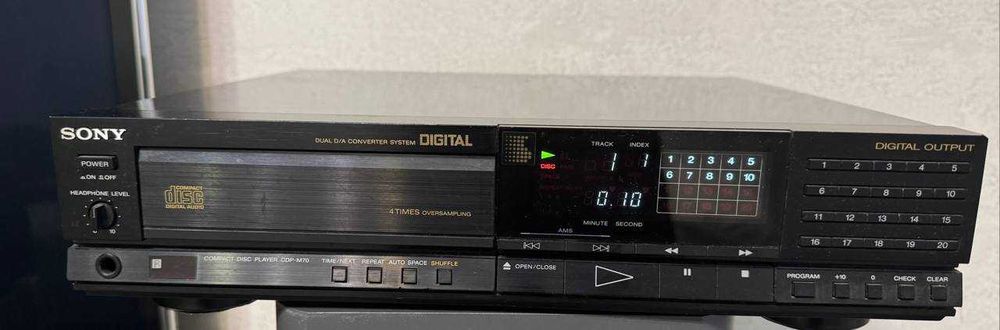 SONY
DUAL D/A CONVERTER SYSTEM DIGITAL
DIGITAL OUTPUT
POWER
ON OFF
HEADPHONE LEVEL
0 10
COMPACT
disc
DIGITAL AUDIO
4 TIMES OVERSAMPLING
TRACK INDEX
DISC
1 1
0.10
MINUTE SECOND
AMS
1 2 3 4 5
6 7 8 9 10
1 2 3 4 5
6 7 8 9 10
11 12 13 14 15
16 17 18 19 20
COMPACT DISC PLAYER CDP-M70
TIME/NEXT REPEAT AUTO SPACE SHUFFLE
OPEN/CLOSE
PROGRAM +10 0 CHECK CLEAR